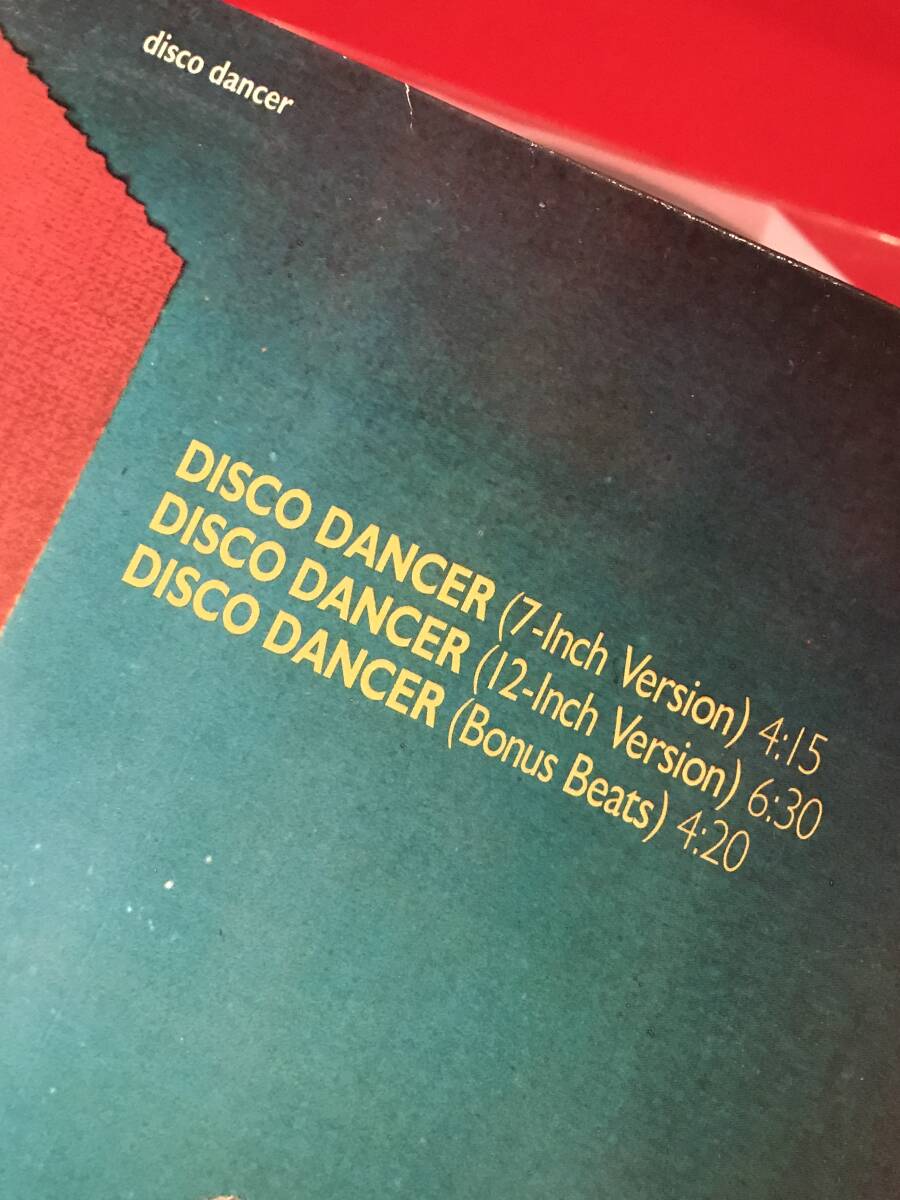 disco dancer
DISCO DANCER (7-Inch Version) 4:15
DISCO DANCER (12-Inch Version) 6:30
DISCO DANCER (Bonus Beats) 4:20